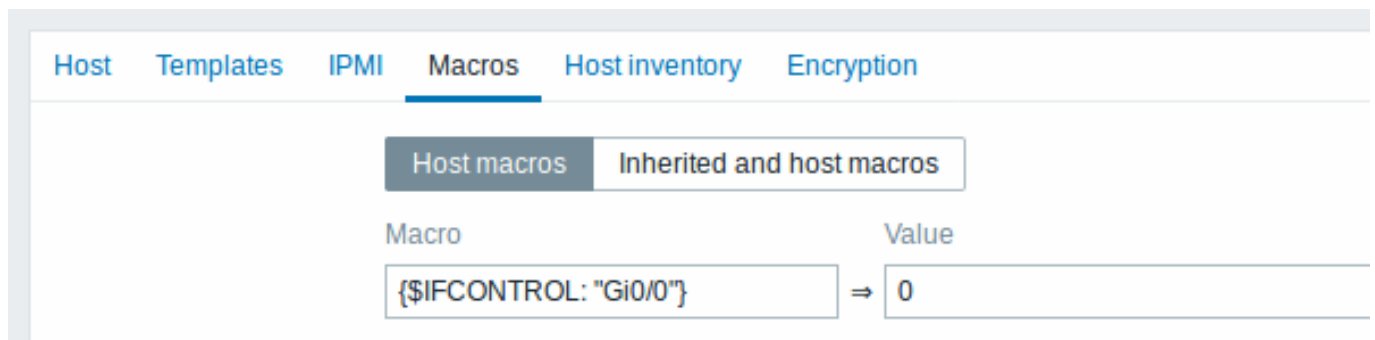 Host Templates IPMI Macros Host inventory Encryption
Host macros Inherited and host macros
Macro Value
{$IFCONTROL: "Gi0/0"} ⇒ 0